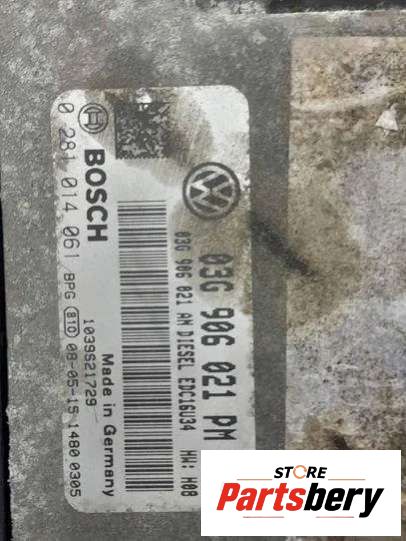 03G 906 021 PM
03G 906 021 AN DIESEL EDC16U34 HW: H08
1039S21729
Made in Germany
BOSCH
0 281 014 061 BPG 810 08-05-15 1480 0305
STORE
Partsbery